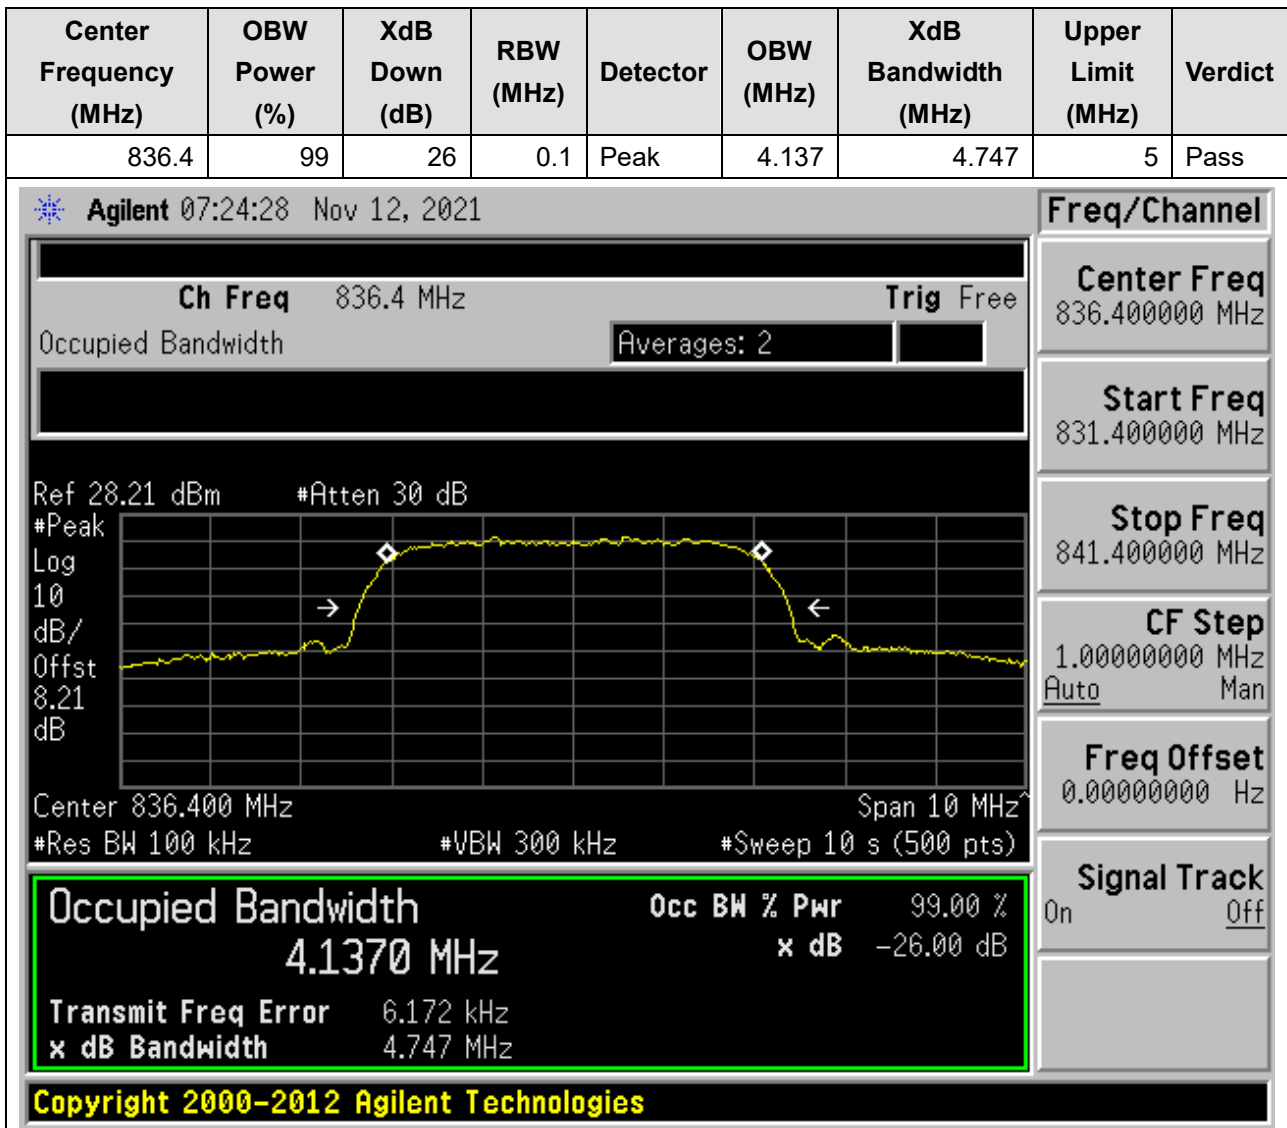 Center Frequency (MHz) OBW Power (%) XdB Down (dB) RBW (MHz) Detector OBW (MHz) XdB Bandwidth (MHz) Upper Limit (MHz) Verdict
836.4 99 26 0.1 Peak 4.137 4.747 5 Pass
Agilent 07:24:28 Nov 12, 2021
Freq/Channel
Ch Freq 836.4 MHz Trig Free
Occupied Bandwidth Averages: 2
Center Freq
836.400000 MHz
Start Freq
831.400000 MHz
Stop Freq
841.400000 MHz
CF Step
1.00000000 MHz
Auto Man
Freq Offset
0.00000000 Hz
Signal Track
On Off
Ref 28.21 dBm #Atten 30 dB
#Peak
Log
10
dB/
Offst
8.21
dB
Center 836.400 MHz Span 10 MHz^
#Res BW 100 kHz #VBW 300 kHz #Sweep 10 s (500 pts)
Occupied Bandwidth Occ BW % Pwr 99.00 %
4.1370 MHz x dB -26.00 dB
Transmit Freq Error 6.172 kHz
x dB Bandwidth 4.747 MHz
Copyright 2000-2012 Agilent Technologies